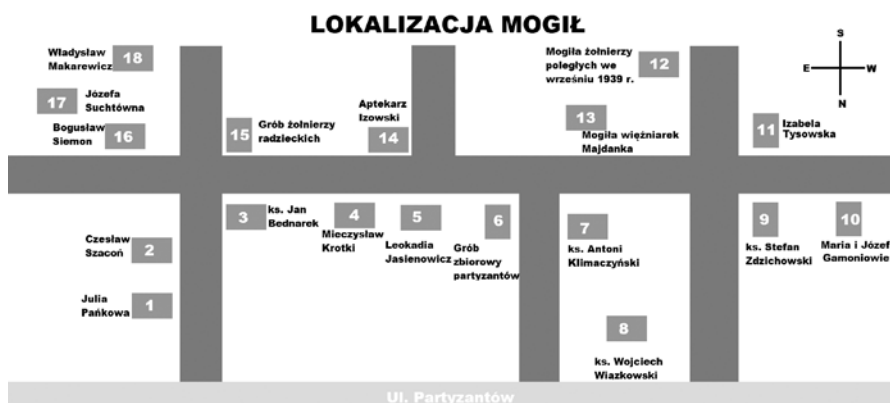 LOKALIZACJA MOGIŁ
Władysław
Makarewicz
18
17
Józefa
Suchtówna
Bogusław
Siemon
16
15
Grób żołnierzy
radzieckich
Aptekarz
Izowski
14
Mogiła żołnierzy
poległych we
wrześniu 1939 r.
12
13
Mogiła więźniarek
Majdanka
11
Izabela
Tysowska
S
E
W
N
Czesław
Szacoń
2
Julia
Pańkowa
1
3
ks. Jan
Bednarek
4
Mieczysław
Krotki
5
Leokadia
Jasienowicz
6
Grób
zbiorowy
partyzantów
7
ks. Antoni
Klimaczyński
8
ks. Wojciech
Wiazkowski
9
ks. Stefan
Zdzichowski
10
Maria i Józef
Gamoniowie
Ul. Partyzantów